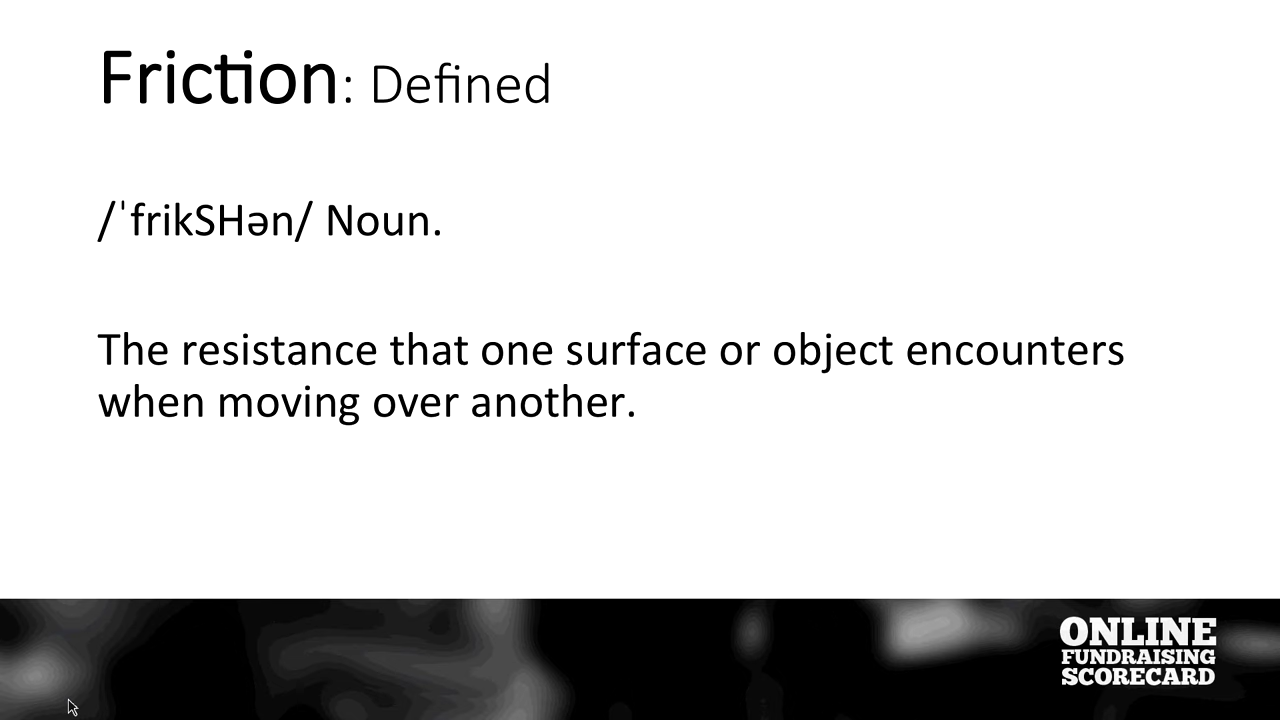 Friction: Defined
/ˈfrikSHən/ Noun.
The resistance that one surface or object encounters
when moving over another.
ONLINE
FUNDRAISING
SCORECARD